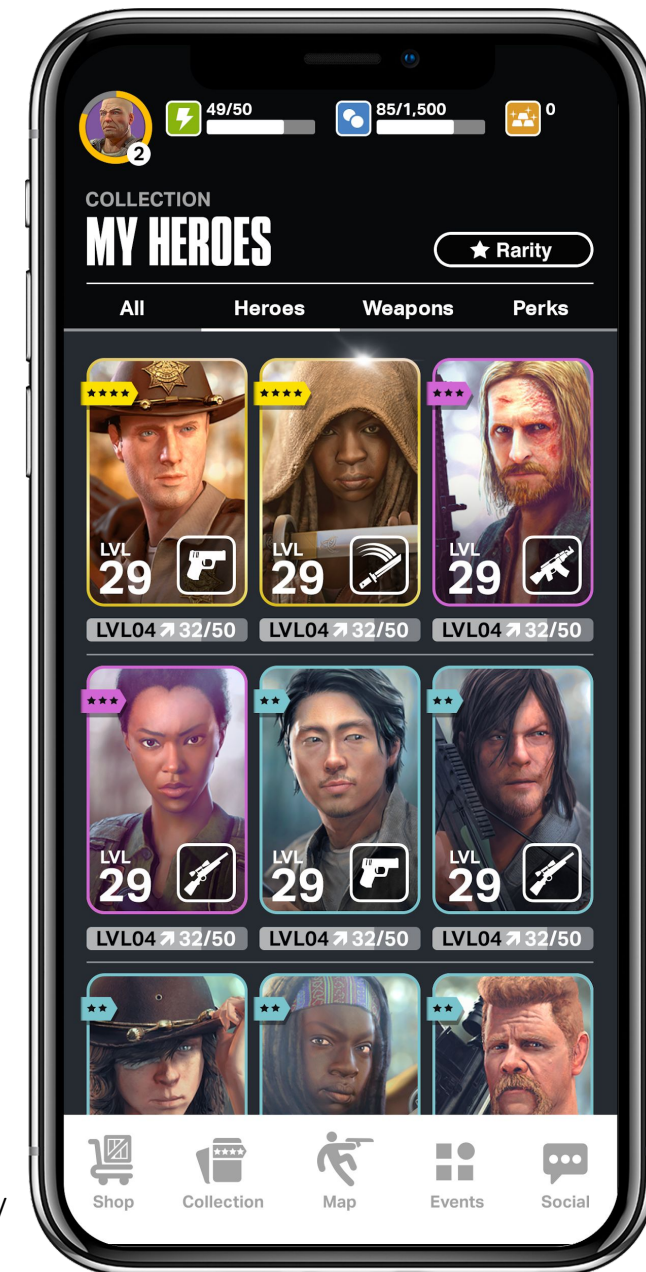 49/50 85/1,500 0
2
COLLECTION
MY HEROES
Rarity
All Heroes Weapons Perks
LVL 29 LVL 29 LVL 29
LVL04 32/50 LVL04 32/50 LVL04 32/50
LVL 29 LVL 29 LVL 29
LVL04 32/50 LVL04 32/50 LVL04 32/50
Shop Collection Map Events Social